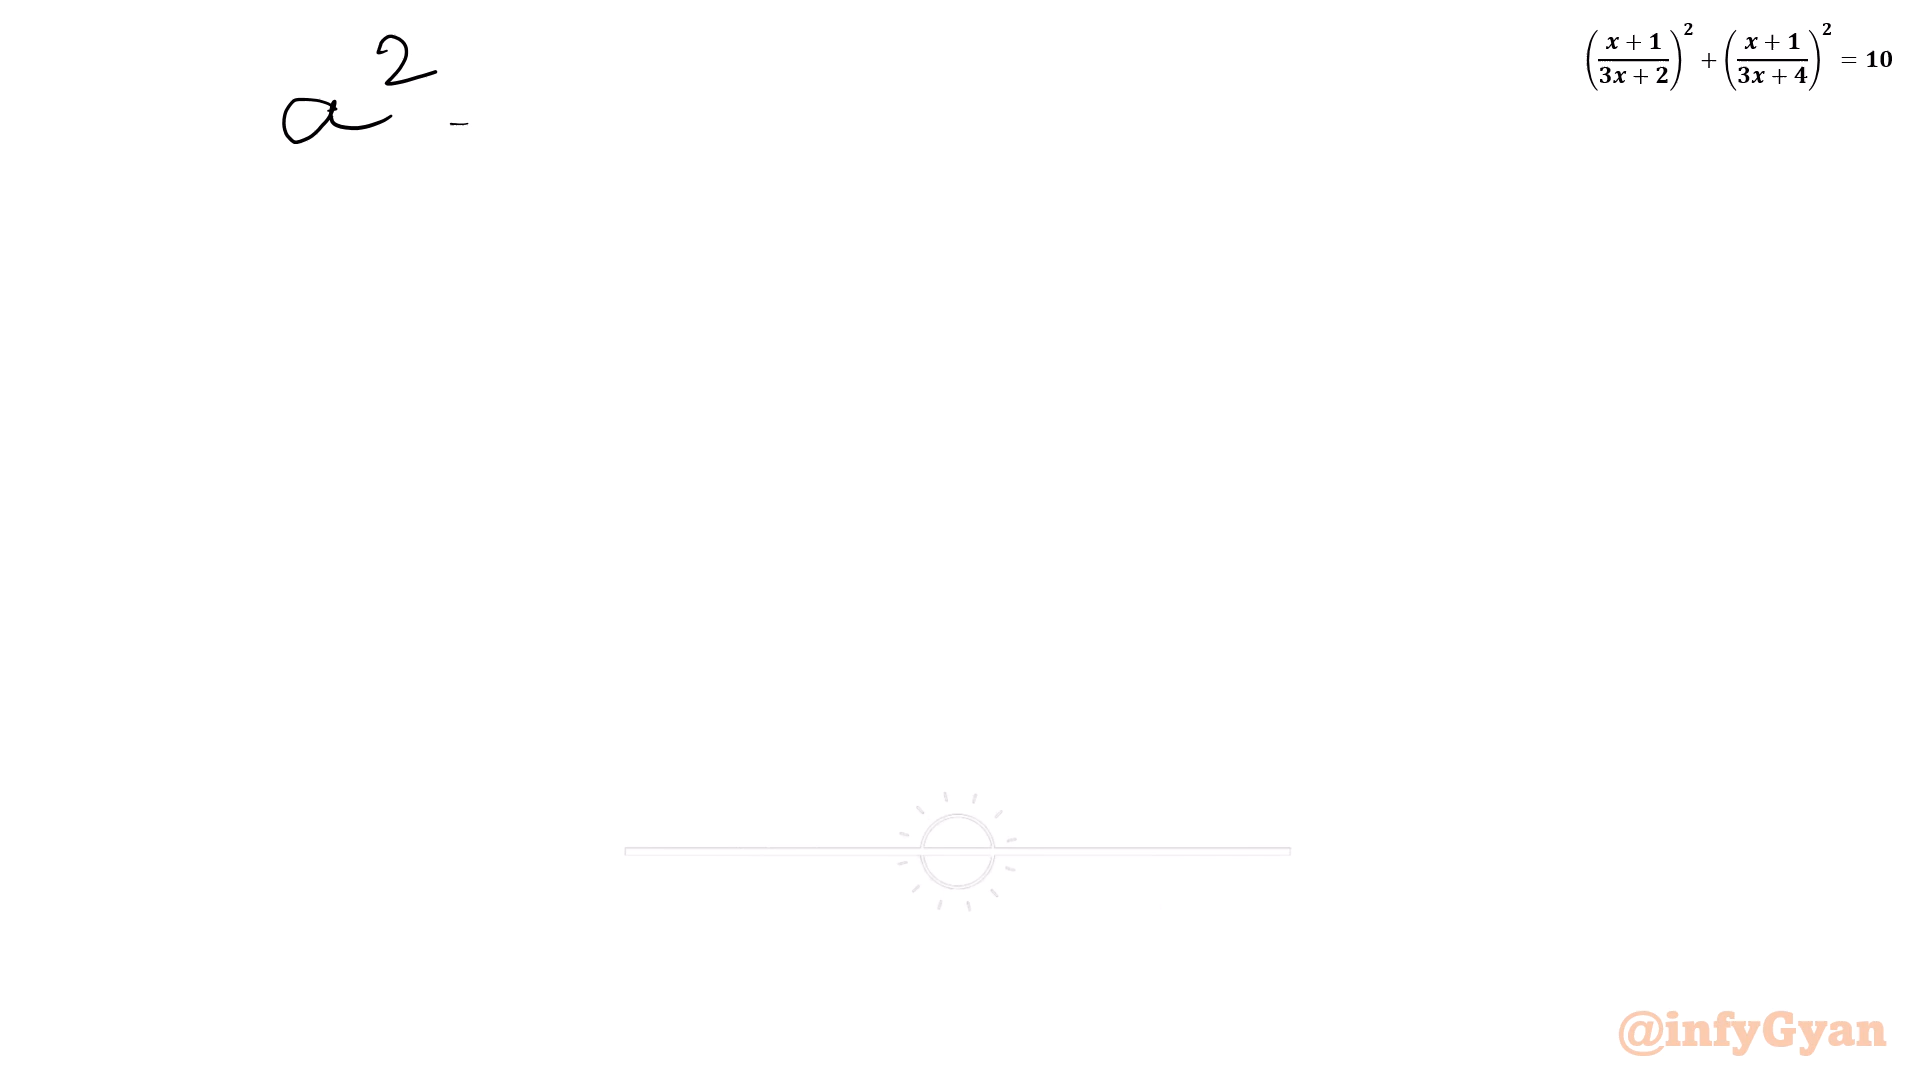 a² -
(x + 1 / 3x + 2)² + (x + 1 / 3x + 4)² = 10
@infyGyan